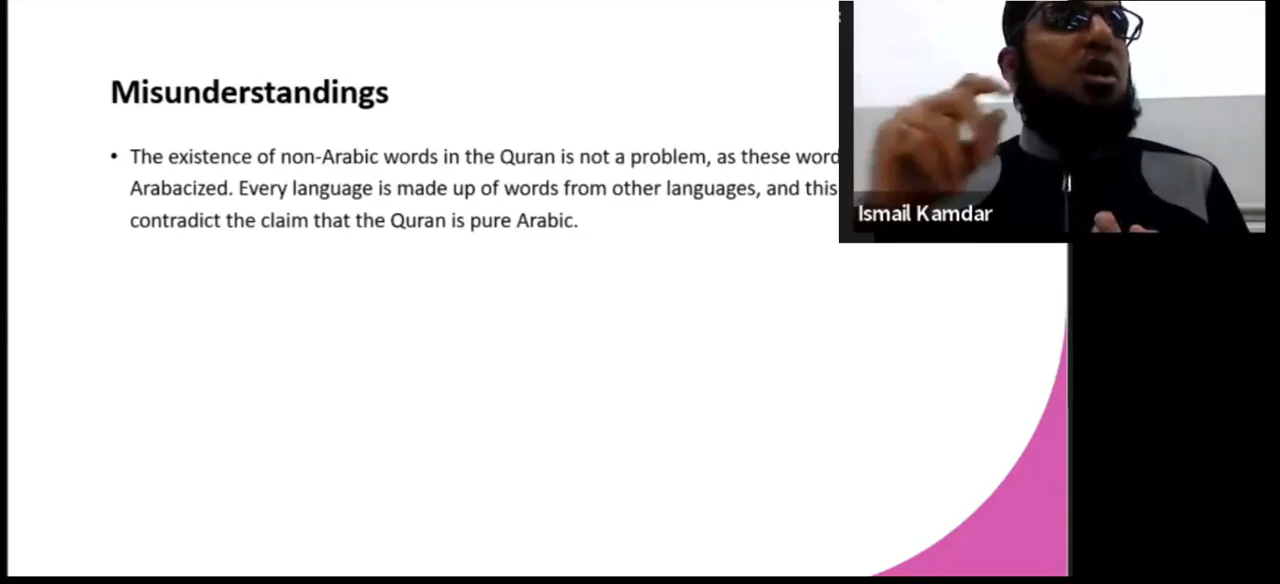 Misunderstandings
• The existence of non-Arabic words in the Quran is not a problem, as these word
Arabacized. Every language is made up of words from other languages, and this
contradict the claim that the Quran is pure Arabic.
Ismail Kamdar